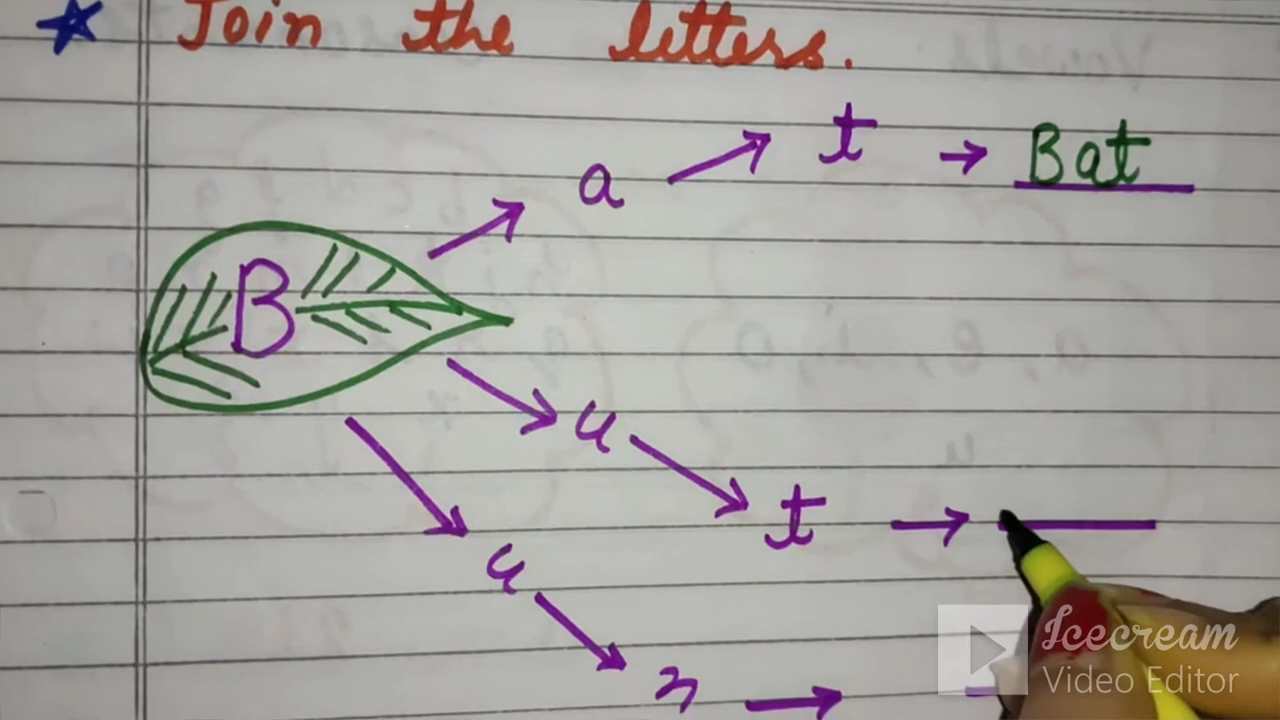 ★ Join the letters.
a → t → Bat
B
u
t →
u
n →
Icecream
Video Editor